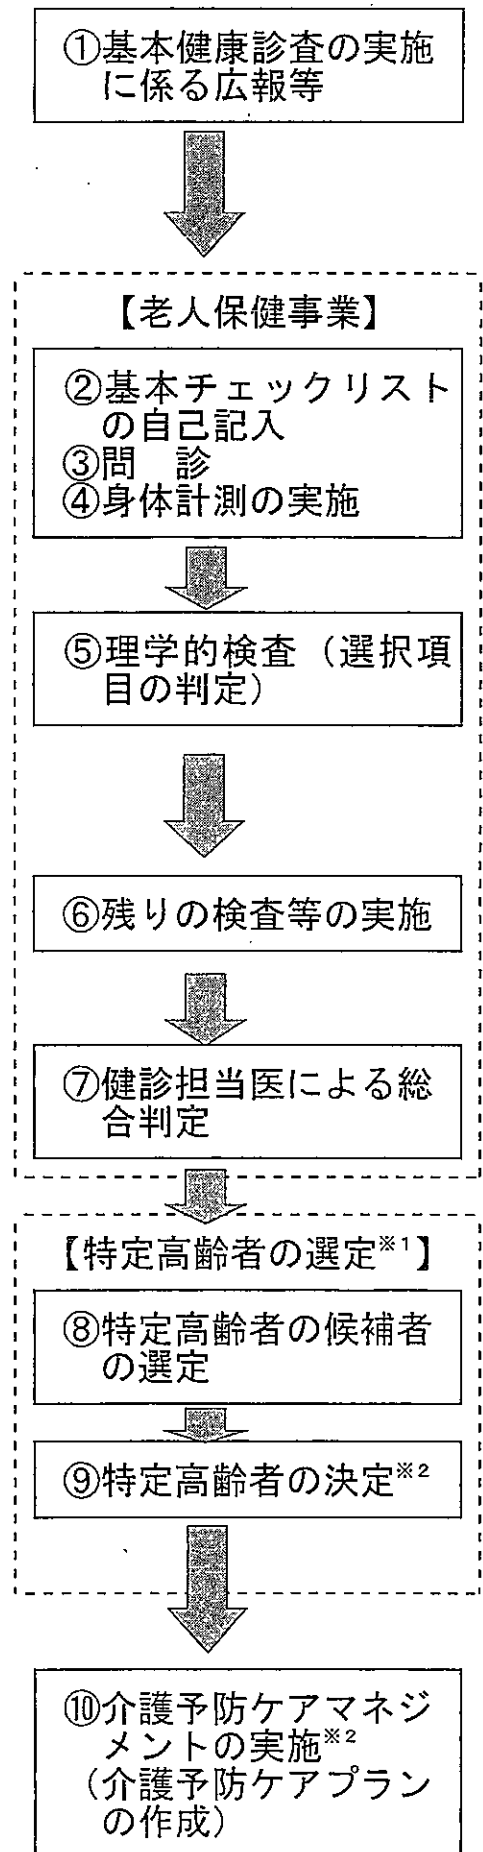 ①基本健康診査の実施
に係る広報等
【老人保健事業】
②基本チェックリスト
の自己記入
③問　診
④身体計測の実施
⑤理学的検査（選択項
目の判定）
⑥残りの検査等の実施
⑦健診担当医による総
合判定
【特定高齢者の選定※1】
⑧特定高齢者の候補者
の選定
⑨特定高齢者の決定※2
⑩介護予防ケアマネジ
メントの実施※2
（介護予防ケアプラン
の作成）